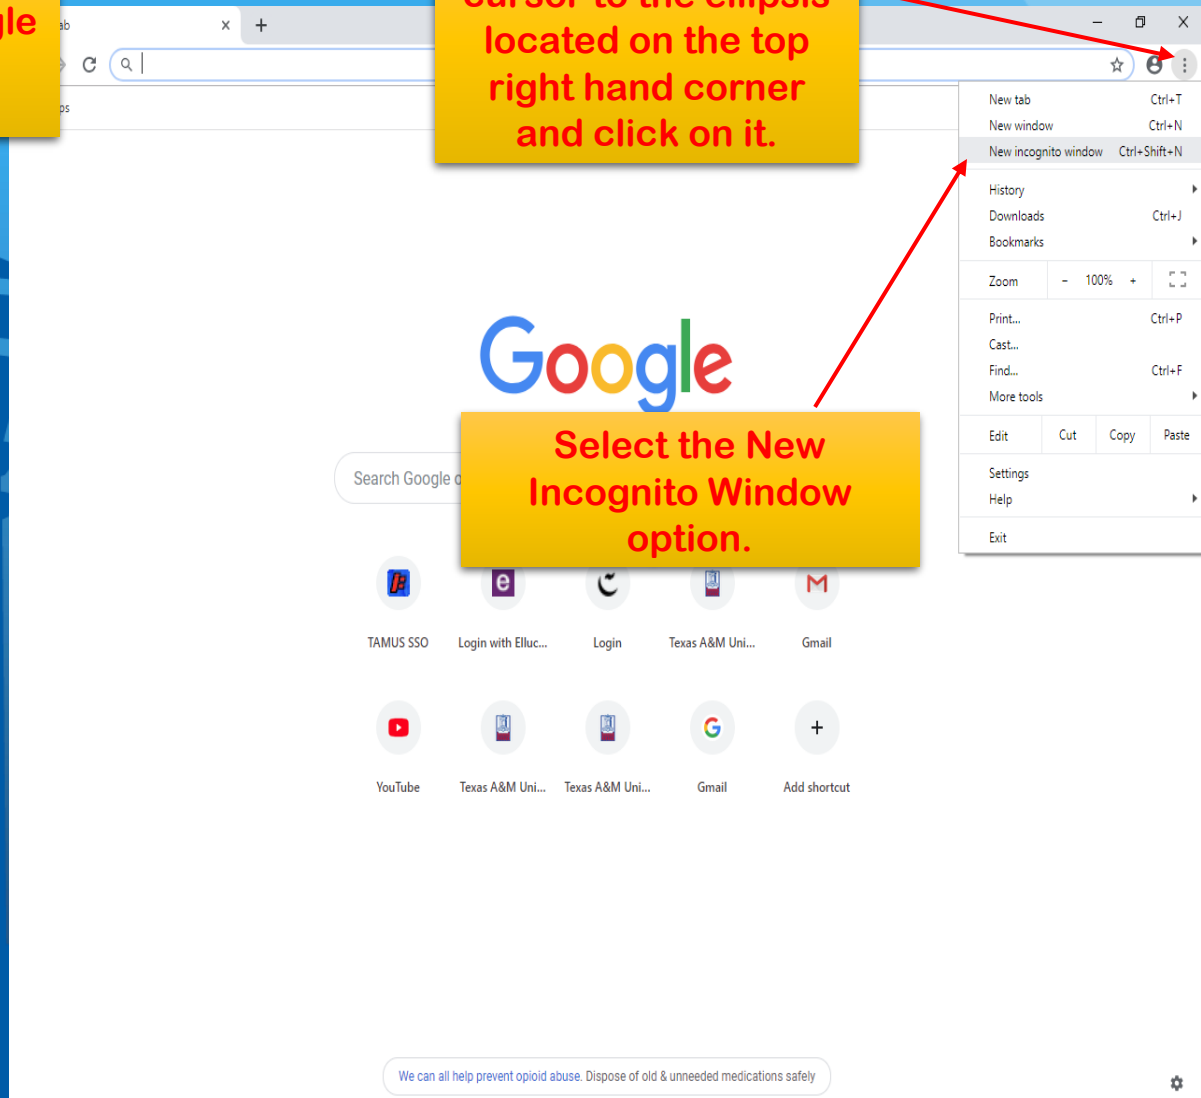 cursor to the ellipsis
located on the top
right hand corner
and click on it.
New tab Ctrl+T
New window Ctrl+N
New incognito window Ctrl+Shift+N
History
Downloads Ctrl+J
Bookmarks
Zoom - 100% +
Print... Ctrl+P
Cast...
Find... Ctrl+F
More tools
Edit Cut Copy Paste
Settings
Help
Exit
Google
Select the New
Incognito Window
option.
Search Google
TAMUS SSO Login with Elluc... Login Texas A&M Uni... Gmail
YouTube Texas A&M Uni... Texas A&M Uni... Gmail Add shortcut
We can all help prevent opioid abuse. Dispose of old & unneeded medications safely